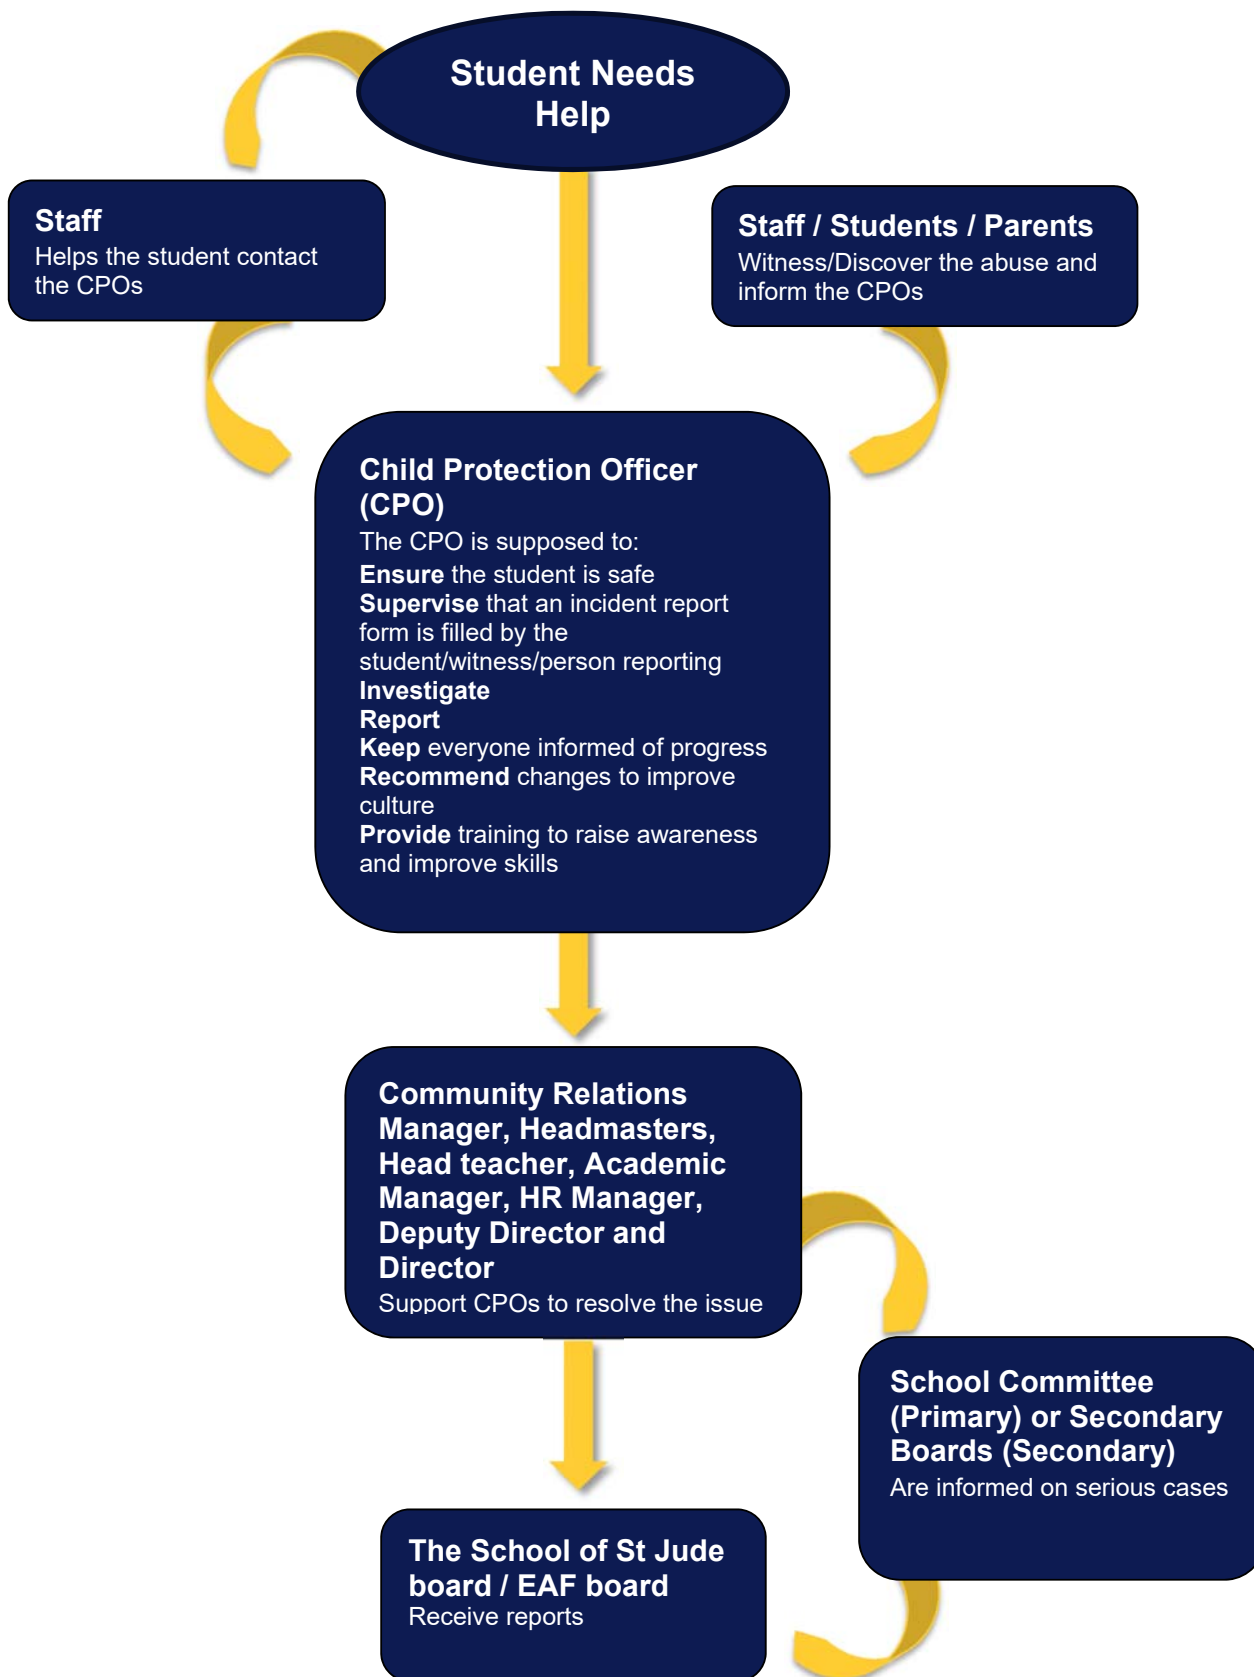 Student Needs
Help
Staff
Helps the student contact
the CPOs
Staff / Students / Parents
Witness/Discover the abuse and
inform the CPOs
Child Protection Officer
(CPO)
The CPO is supposed to:
Ensure the student is safe
Supervise that an incident report
form is filled by the
student/witness/person reporting
Investigate
Report
Keep everyone informed of progress
Recommend changes to improve
culture
Provide training to raise awareness
and improve skills
Community Relations
Manager, Headmasters,
Head teacher, Academic
Manager, HR Manager,
Deputy Director and
Director
Support CPOs to resolve the issue
School Committee
(Primary) or Secondary
Boards (Secondary)
Are informed on serious cases
The School of St Jude
board / EAF board
Receive reports